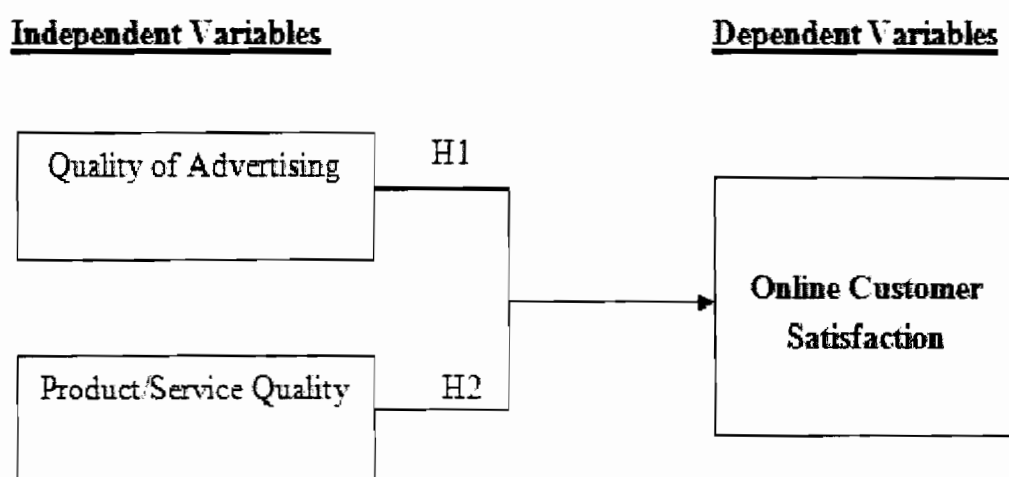 Independent Variables
Dependent Variables
Quality of Advertising
H1
Online Customer
Satisfaction
Product/Service Quality
H2